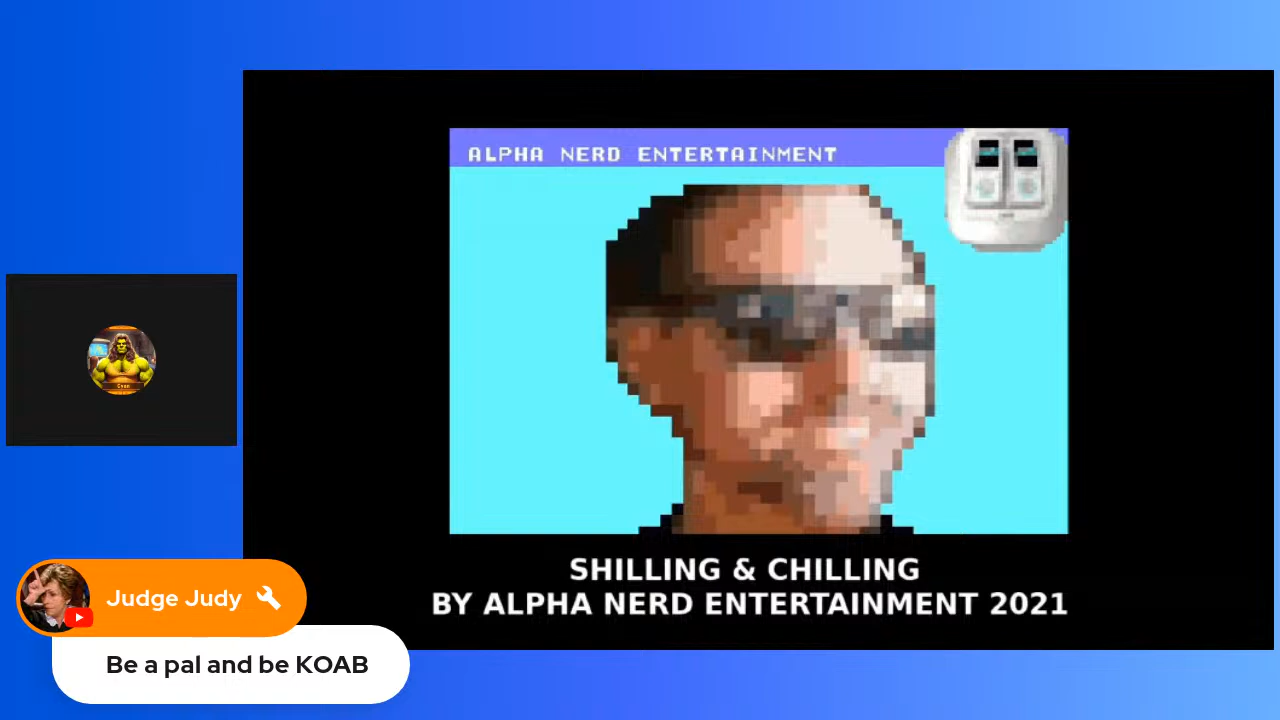 ALPHA NERD ENTERTAINMENT
SHILLING & CHILLING
BY ALPHA NERD ENTERTAINMENT 2021
Judge Judy
Be a pal and be KOAB